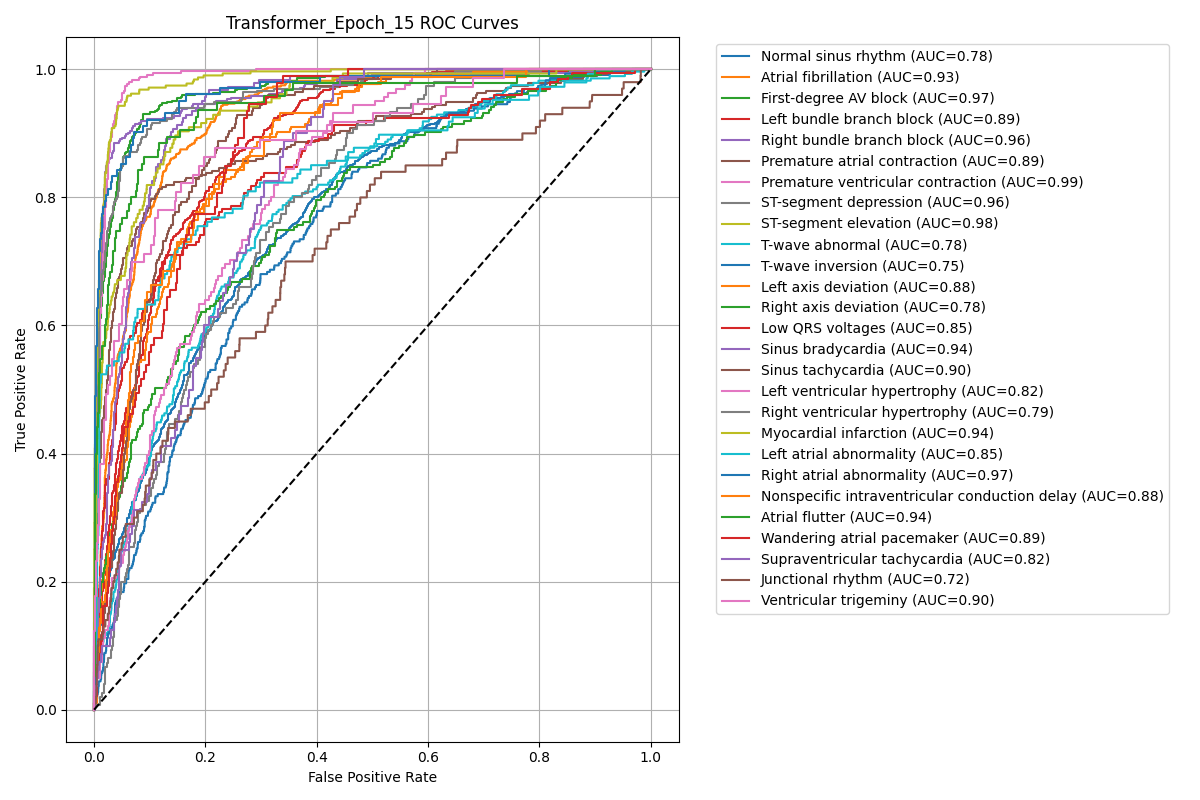 Transformer_Epoch_15 ROC Curves
True Positive Rate
1.0
0.8
0.6
0.4
0.2
0.0
0.0 0.2 0.4 0.6 0.8 1.0
False Positive Rate
Normal sinus rhythm (AUC=0.78)
Atrial fibrillation (AUC=0.93)
First-degree AV block (AUC=0.97)
Left bundle branch block (AUC=0.89)
Right bundle branch block (AUC=0.96)
Premature atrial contraction (AUC=0.89)
Premature ventricular contraction (AUC=0.99)
ST-segment depression (AUC=0.96)
ST-segment elevation (AUC=0.98)
T-wave abnormal (AUC=0.78)
T-wave inversion (AUC=0.75)
Left axis deviation (AUC=0.88)
Right axis deviation (AUC=0.78)
Low QRS voltages (AUC=0.85)
Sinus bradycardia (AUC=0.94)
Sinus tachycardia (AUC=0.90)
Left ventricular hypertrophy (AUC=0.82)
Right ventricular hypertrophy (AUC=0.79)
Myocardial infarction (AUC=0.94)
Left atrial abnormality (AUC=0.85)
Right atrial abnormality (AUC=0.97)
Nonspecific intraventricular conduction delay (AUC=0.88)
Atrial flutter (AUC=0.94)
Wandering atrial pacemaker (AUC=0.89)
Supraventricular tachycardia (AUC=0.82)
Junctional rhythm (AUC=0.72)
Ventricular trigeminy (AUC=0.90)